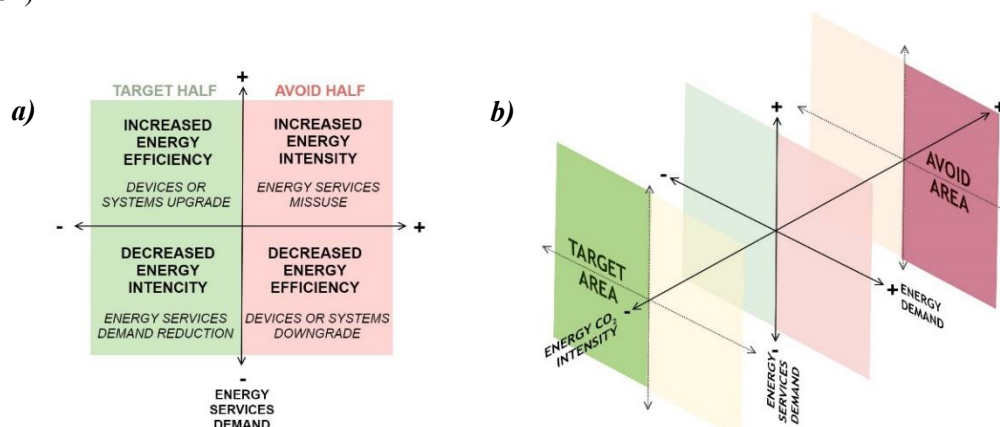 a)
TARGET HALF
+
AVOID HALF
INCREASED
ENERGY
EFFICIENCY
DEVICES OR
SYSTEMS UPGRADE
INCREASED
ENERGY
INTENSITY
ENERGY SERVICES
MISSUSE
-
+
DECREASED
ENERGY
INTENCITY
ENERGY SERVICES
DEMAND REDUCTION
DECREASED
ENERGY
EFFICIENCY
DEVICES OR SYSTEMS
DOWNGRADE
-
ENERGY
SERVICES
DEMAND
b)
+
+
-
AVOID
AREA
TARGET
AREA
-
ENERGY CO2
INTENSITY
+
ENERGY
DEMAND
-
ENERGY
SERVICES
DEMAND